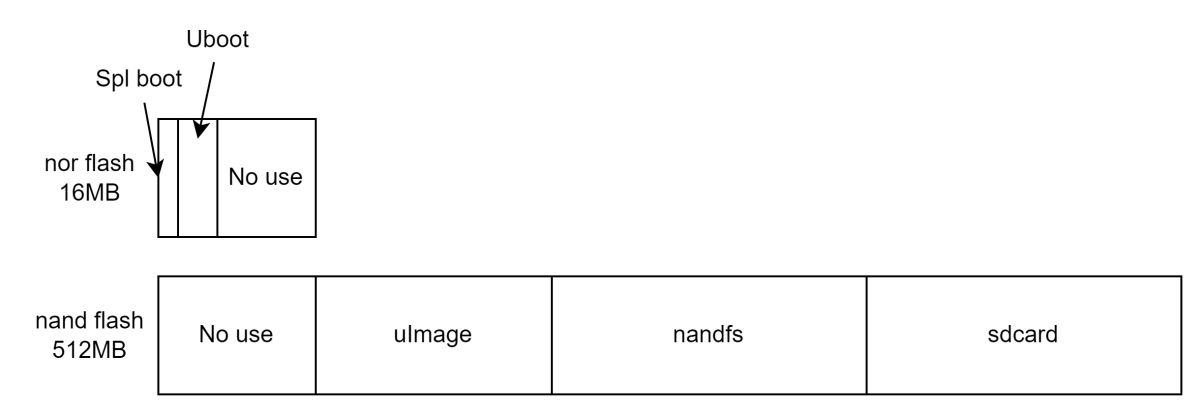 Uboot
Spl boot
nor flash
16MB
No use
nand flash
512MB
No use
uImage
nandfs
sdcard